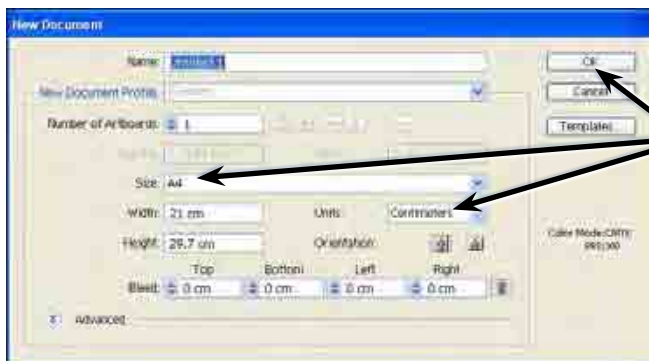 New Document
Name:
OK
New Document Profile:
Cancel
Number of Artboards: 1
Templates...
Size: A4
Width: 21 cm
Units: Centimeters
Height: 29.7 cm
Orientation:
Color Mode:CMYK
Top Bottom Left Right
Bleed: 0 cm 0 cm 0 cm 0 cm
Advanced